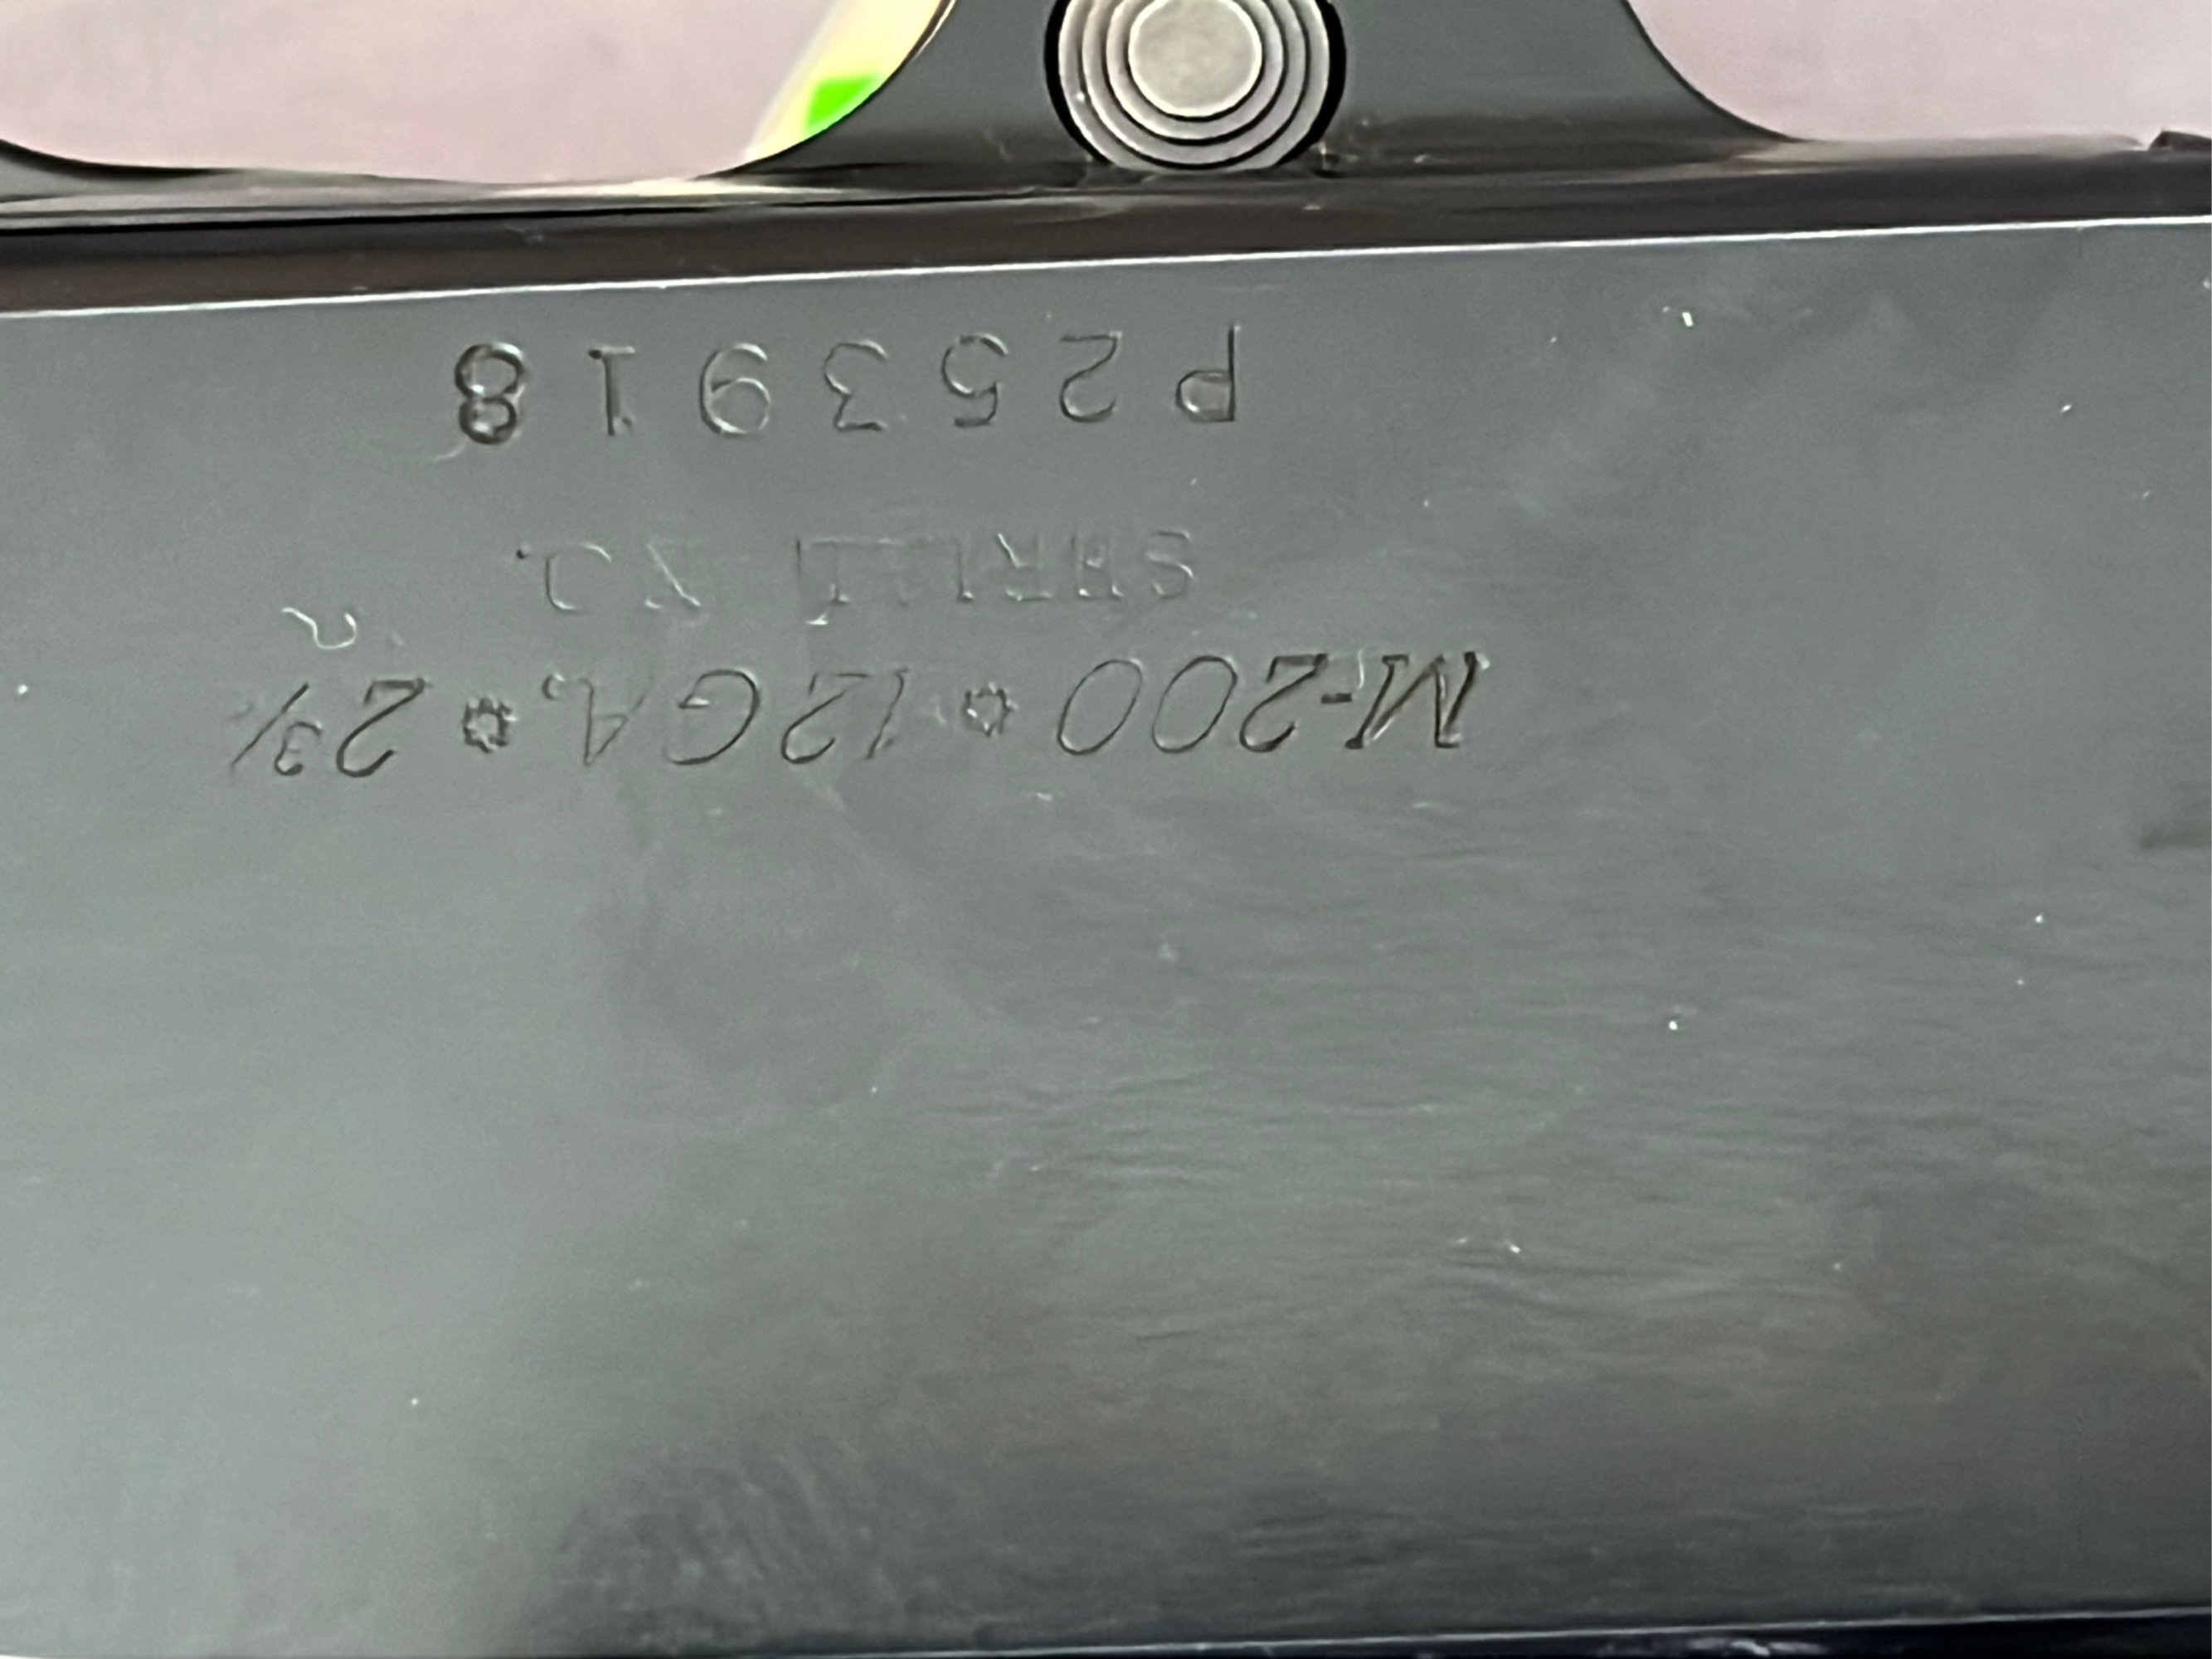 M-200 ✡ 12GA. ✡ 2¾
SERIAL NO.
P253918